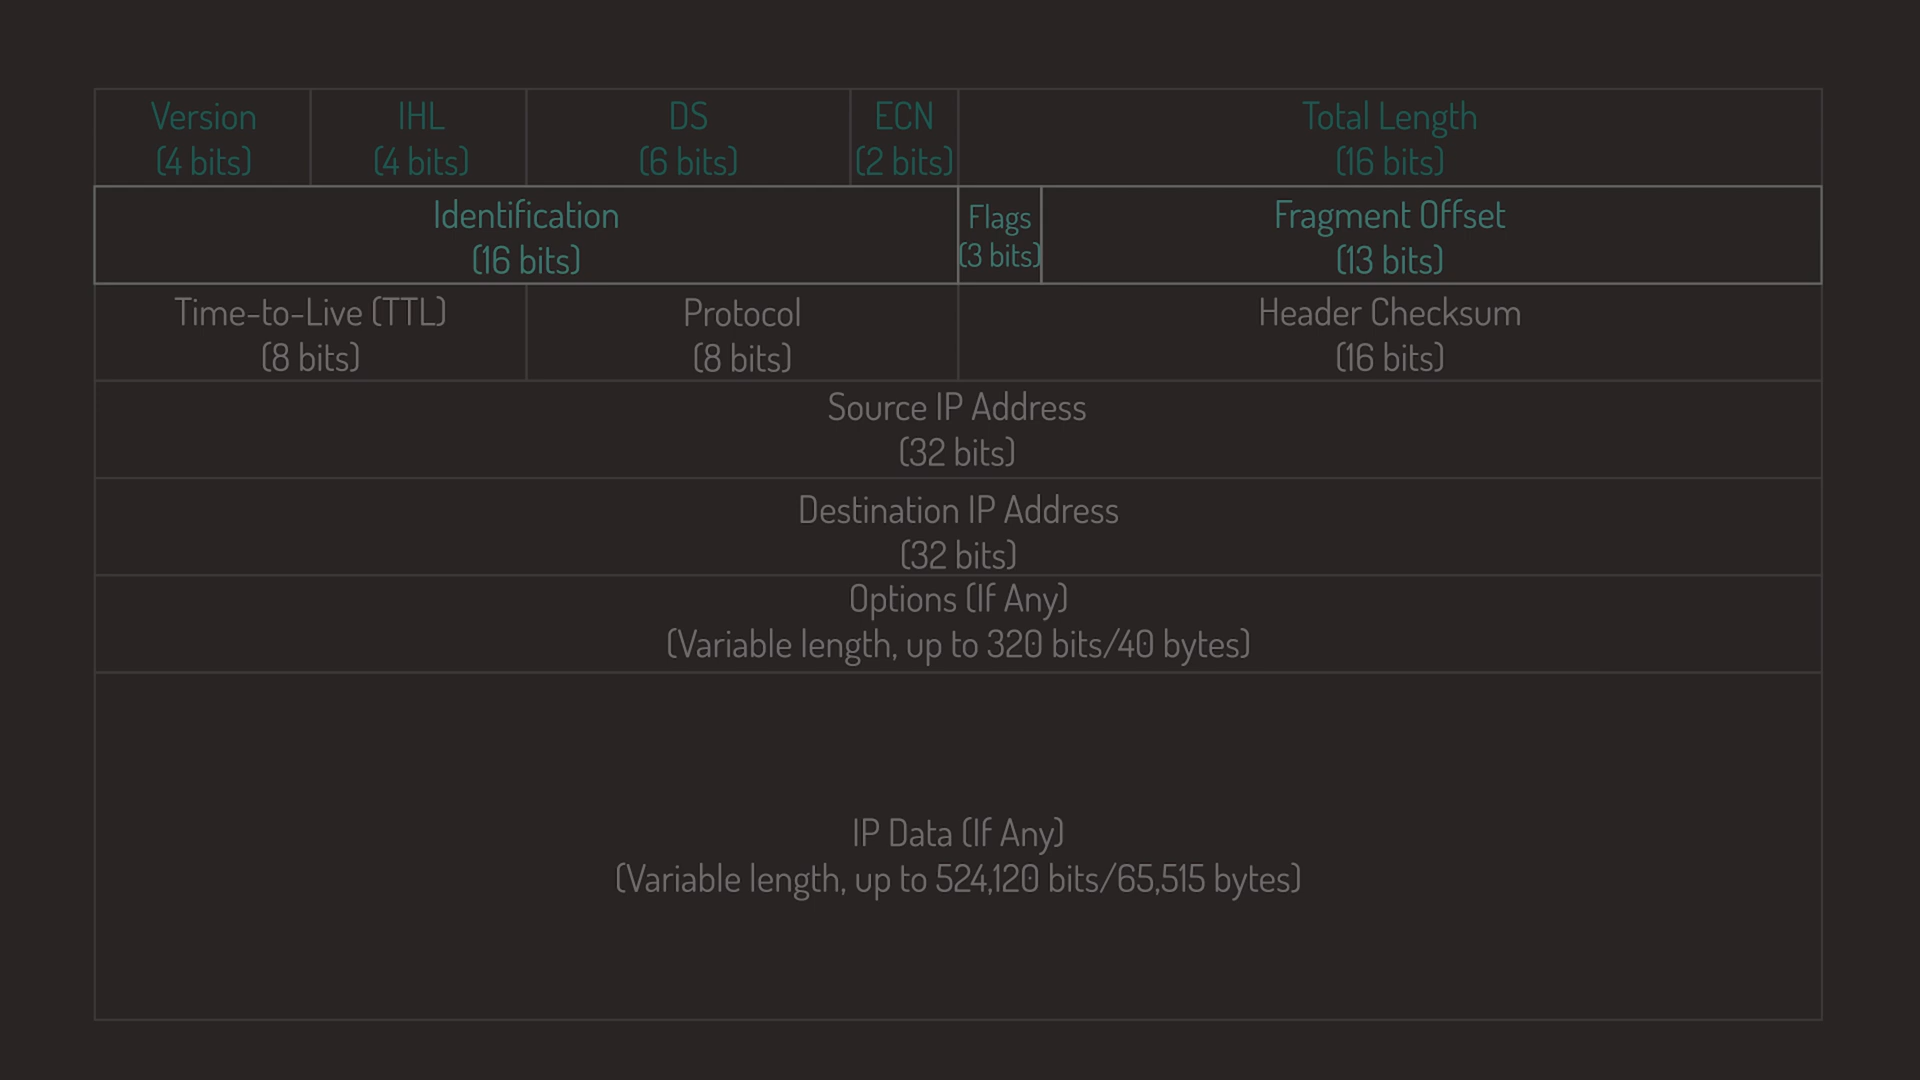 Version
(4 bits)
IHL
(4 bits)
DS
(6 bits)
ECN
(2 bits)
Total Length
(16 bits)
Identification
(16 bits)
Flags
(3 bits)
Fragment Offset
(13 bits)
Time-to-Live (TTL)
(8 bits)
Protocol
(8 bits)
Header Checksum
(16 bits)
Source IP Address
(32 bits)
Destination IP Address
(32 bits)
Options (If Any)
(Variable length, up to 320 bits/40 bytes)
IP Data (If Any)
(Variable length, up to 524,120 bits/65,515 bytes)